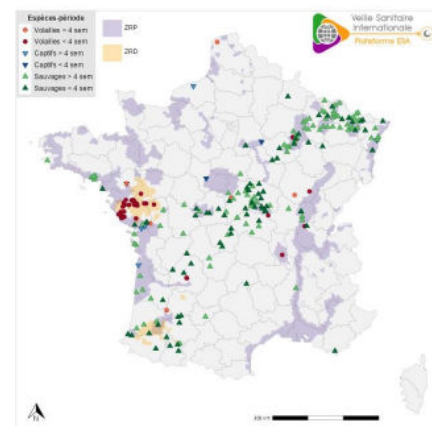 Espèces-période
Volailles > 4 sem
Volailles < 4 sem
Captifs > 4 sem
Captifs < 4 sem
Sauvages > 4 sem
Sauvages < 4 sem
ZRP
ZRD
Veille Sanitaire
Internationale
Plateforme ESA
N